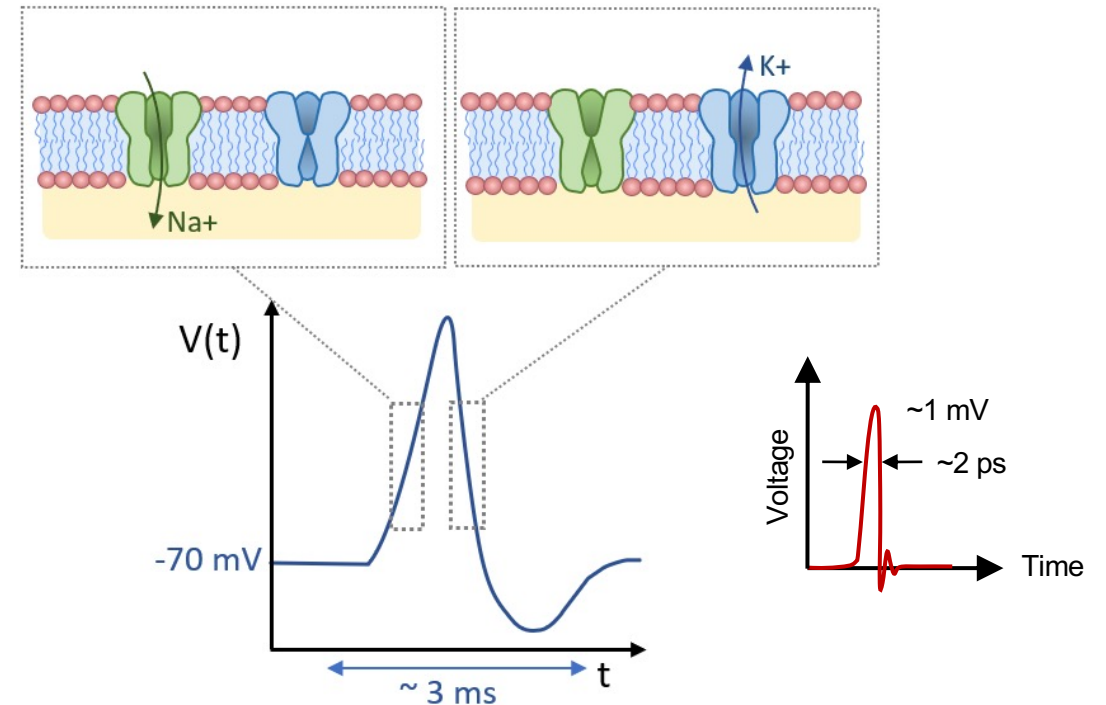 Na+
K+
V(t)
-70 mV
t
~ 3 ms
Voltage
~1 mV
~2 ps
Time